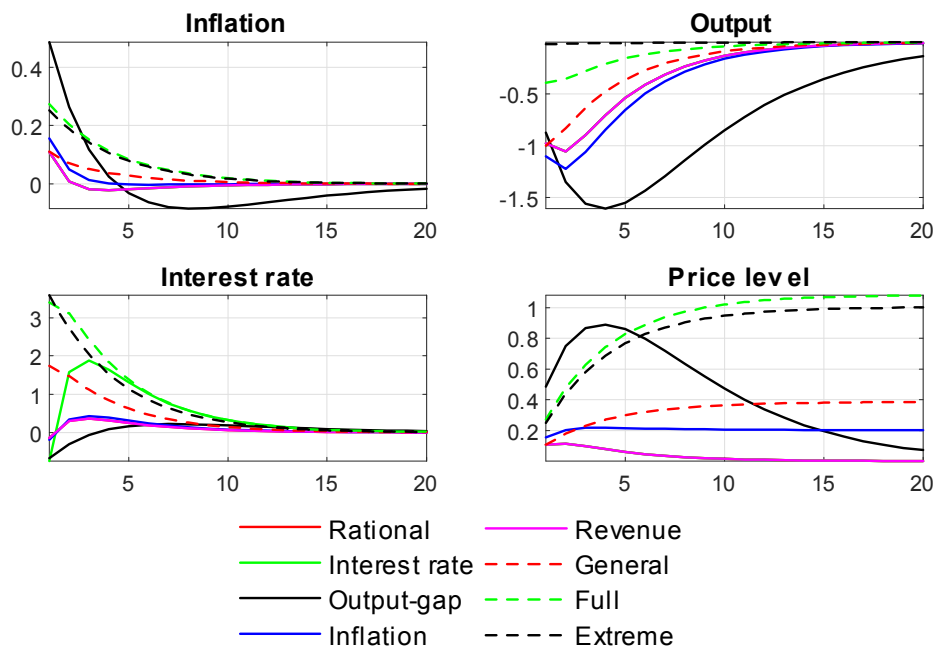 Inflation
Output
0.4
0.2
0
5
10
15
20
-0.5
-1
-1.5
5
10
15
20
Interest rate
Price level
3
2
1
0
5
10
15
20
1
0.8
0.6
0.4
0.2
5
10
15
20
Rational
Revenue
Interest rate
General
Output-gap
Full
Inflation
Extreme